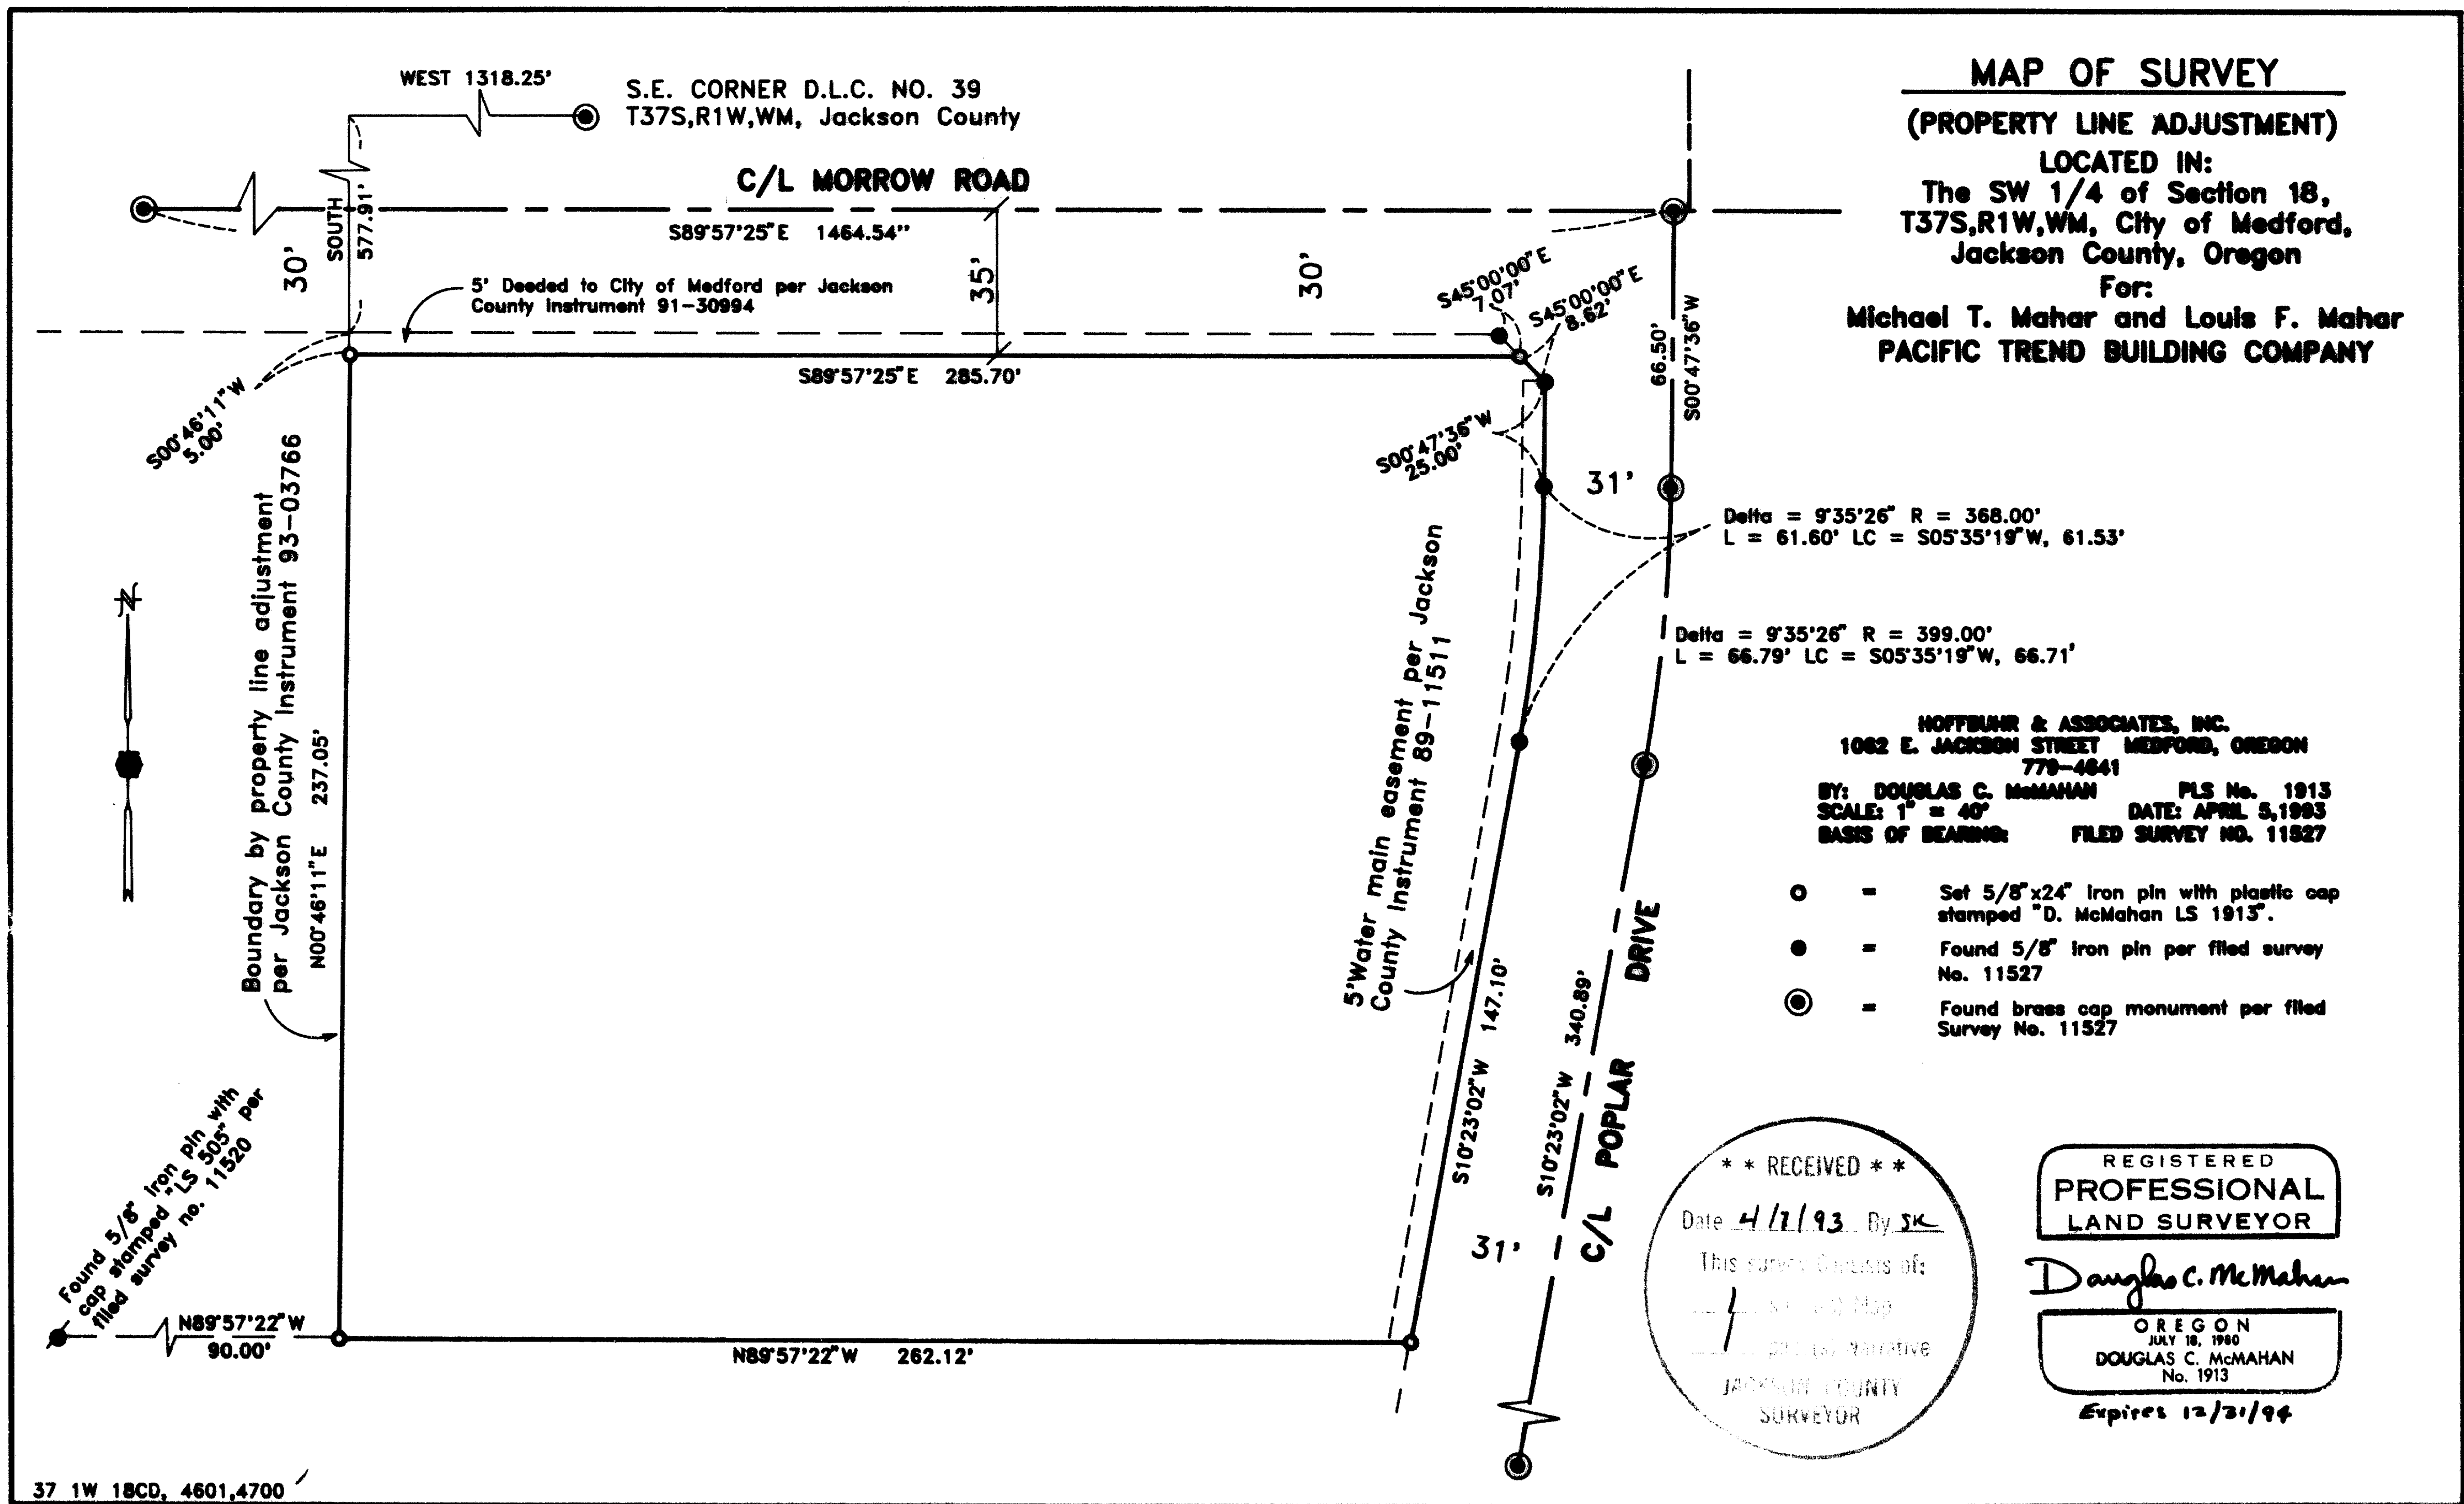 MAP OF SURVEY
(PROPERTY LINE ADJUSTMENT)
LOCATED IN:
The SW 1/4 of Section 18,
T37S,R1W,WM, City of Medford,
Jackson County, Oregon
For:
Michael T. Mahar and Louis F. Mahar
PACIFIC TREND BUILDING COMPANY
WEST 1318.25'
S.E. CORNER D.L.C. NO. 39
T37S,R1W,WM, Jackson County
C/L MORROW ROAD
SOUTH
577.91'
S89°57'25"E 1464.54''
30'
35'
30'
5' Deeded to City of Medford per Jackson
County Instrument 91-30994
S45°00'00"E
7.07'
S45°00'00"E
8.62'
66.50'
S00°47'36"W
S89°57'25"E 285.70'
S00°46'11"W
5.00'
S00°47'36"W
25.00'
31'
Delta = 9°35'26" R = 368.00'
L = 61.60' LC = S05°35'19"W, 61.53'
Delta = 9°35'26" R = 399.00'
L = 66.79' LC = S05°35'19"W, 66.71'
Boundary by property line adjustment
per Jackson County Instrument 93-03766
N00°46'11"E 237.05'
N
5'Water main easement per Jackson
County Instrument 89-11511
S10°23'02"W 147.10'
S10°23'02"W 340.89'
C/L POPLAR DRIVE
31'
HOFFBUHR & ASSOCIATES, INC.
1062 E. JACKSON STREET MEDFORD, OREGON
779-4641
BY: DOUGLAS C. McMAHAN PLS No. 1913
SCALE: 1" = 40' DATE: APRIL 5,1993
BASIS OF BEARING: FILED SURVEY NO. 11527
= Set 5/8"x24" iron pin with plastic cap
stamped "D. McMahan LS 1913".
= Found 5/8" iron pin per filed survey
No. 11527
= Found brass cap monument per filed
Survey No. 11527
Found 5/8" iron pin with
cap stamped "LS 505" per
filed survey no. 11520
N89°57'22"W
90.00'
N89°57'22"W 262.12'
* * RECEIVED * *
Date 4/7/93 By SK
This survey Consists of:
1 Map
1 Narrative
JACKSON COUNTY
SURVEYOR
REGISTERED
PROFESSIONAL
LAND SURVEYOR
Douglas C. McMahan
OREGON
JULY 18, 1980
DOUGLAS C. McMAHAN
No. 1913
Expires 12/31/94
37 1W 18CD, 4601,4700